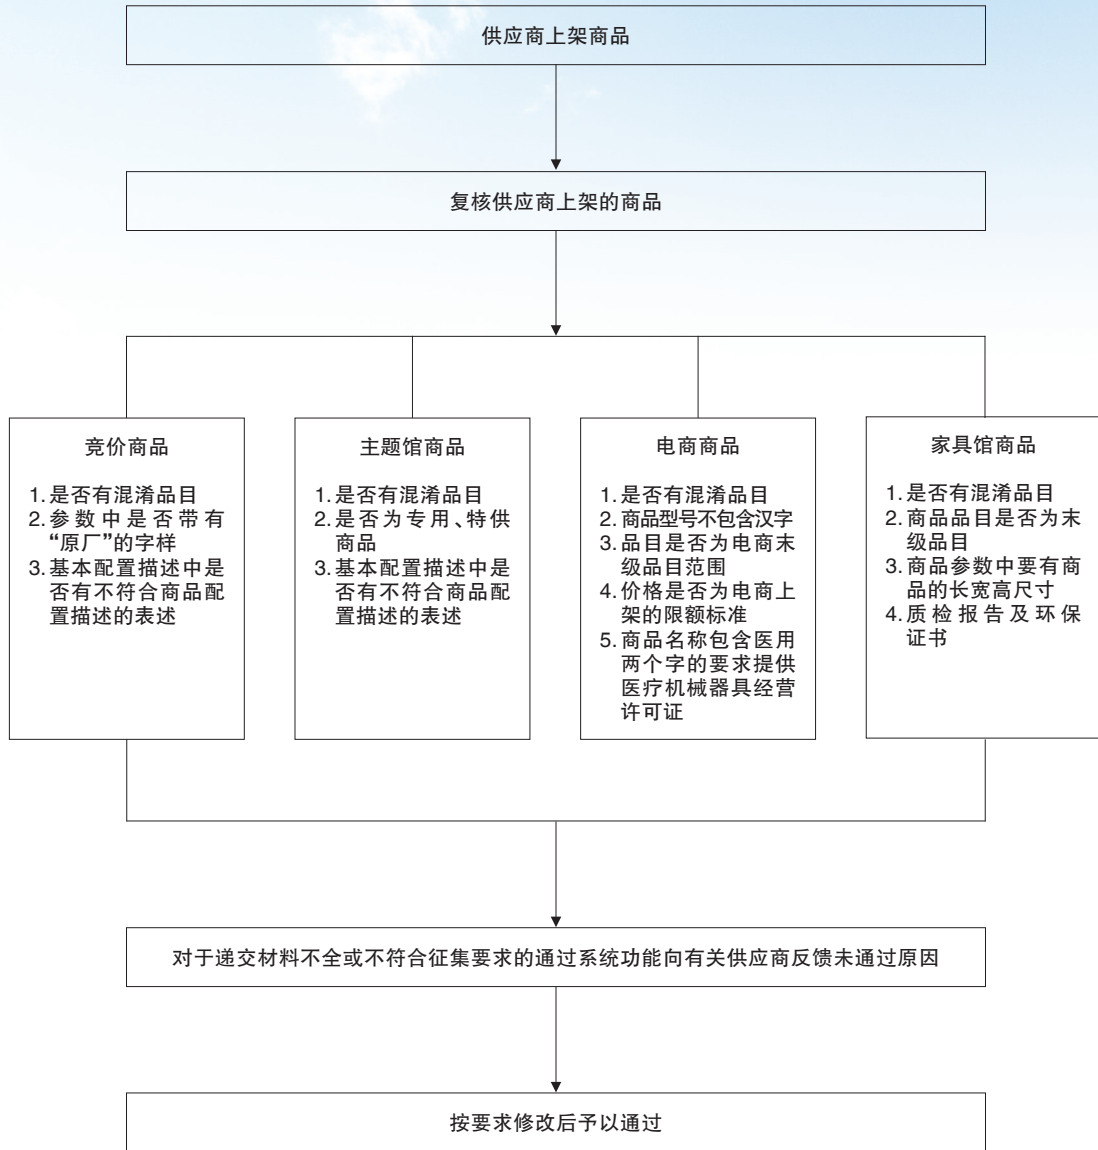 供应商上架商品
复核供应商上架的商品
竞价商品
1.是否有混淆品目
2.参数中是否带有
“原厂”的字样
3.基本配置描述中是
否有不符合商品配
置描述的表述
主题馆商品
1.是否有混淆品目
2.是否为专用、特供
商品
3.基本配置描述中是
否有不符合商品配
置描述的表述
电商商品
1.是否有混淆品目
2.商品型号不包含汉字
3.品目是否为电商末
级品目范围
4.价格是否为电商上
架的限额标准
5.商品名称包含医用
两个字的要求提供
医疗机械器具经营
许可证
家具馆商品
1.是否有混淆品目
2.商品品目是否为末
级品目
3.商品参数中要有商
品的长宽高尺寸
4.质检报告及环保
证书
对于递交材料不全或不符合征集要求的通过系统功能向有关供应商反馈未通过原因
按要求修改后予以通过